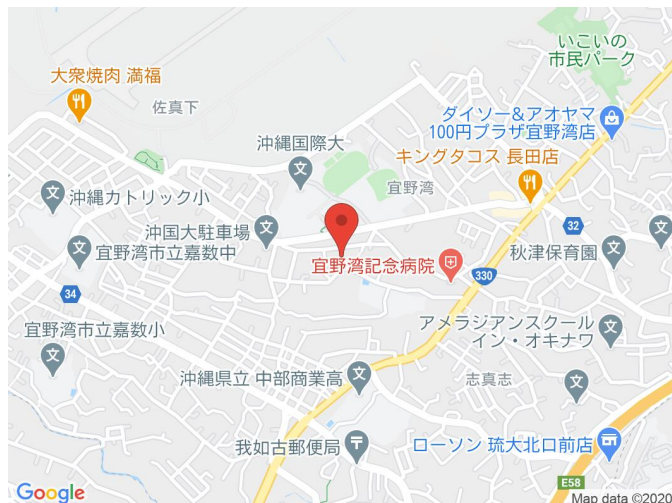 いこいの
市民パーク
大衆焼肉 満福
佐真下
ダイソー&アオヤマ
100円プラザ宜野湾店
沖縄国際大
キングタコス 長田店
宜野湾
沖縄カトリック小
沖国大駐車場
32
宜野湾市立嘉数中
秋津保育園
宜野湾記念病院
330
34
アメラジアンスクール
イン・オキナワ
宜野湾市立嘉数小
沖縄県立 中部商業高
志真志
我如古郵便局
ローソン 琉大北口前店
E58
Google
Map data ©2020